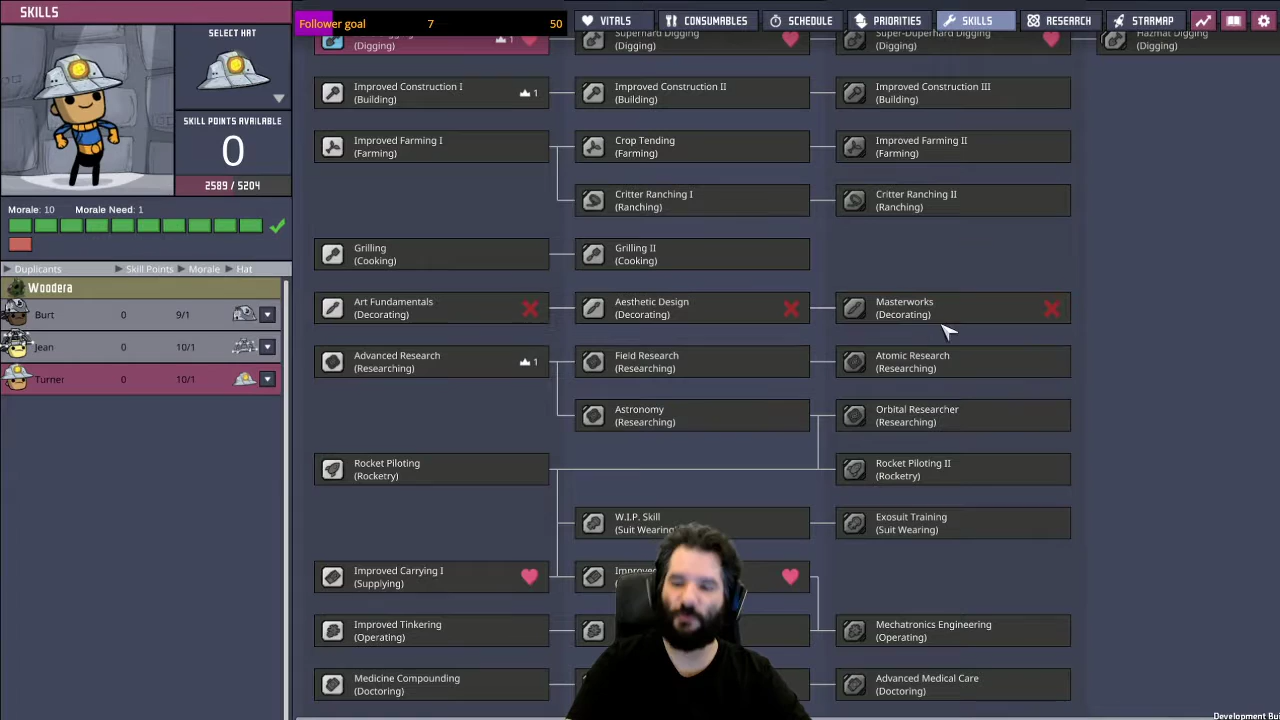 SKILLS
Follower goal 7 50
VITALS
CONSUMABLES
SCHEDULE
PRIORITIES
SKILLS
RESEARCH
STARMAP
SELECT HAT
SKILL POINTS AVAILABLE
0
2589 / 5204
Morale: 10 Morale Need: 1
Duplicants Skill Points Morale Hat
Woodera
Burt 0 9/1
Jean 0 10/1
Turner 0 10/1
(Digging) 1
Superhard Digging
(Digging)
Super-Duperhard Digging
(Digging)
Hazmat Digging
(Digging)
Improved Construction I
(Building) 1
Improved Construction II
(Building)
Improved Construction III
(Building)
Improved Farming I
(Farming)
Crop Tending
(Farming)
Improved Farming II
(Farming)
Critter Ranching I
(Ranching)
Critter Ranching II
(Ranching)
Grilling
(Cooking)
Grilling II
(Cooking)
Art Fundamentals
(Decorating)
Aesthetic Design
(Decorating)
Masterworks
(Decorating)
Advanced Research
(Researching) 1
Field Research
(Researching)
Atomic Research
(Researching)
Astronomy
(Researching)
Orbital Researcher
(Researching)
Rocket Piloting
(Rocketry)
Rocket Piloting II
(Rocketry)
W.I.P. Skill
(Suit Wearing)
Exosuit Training
(Suit Wearing)
Improved Carrying I
(Supplying)
Improved Tinkering
(Operating)
Mechatronics Engineering
(Operating)
Medicine Compounding
(Doctoring)
Advanced Medical Care
(Doctoring)